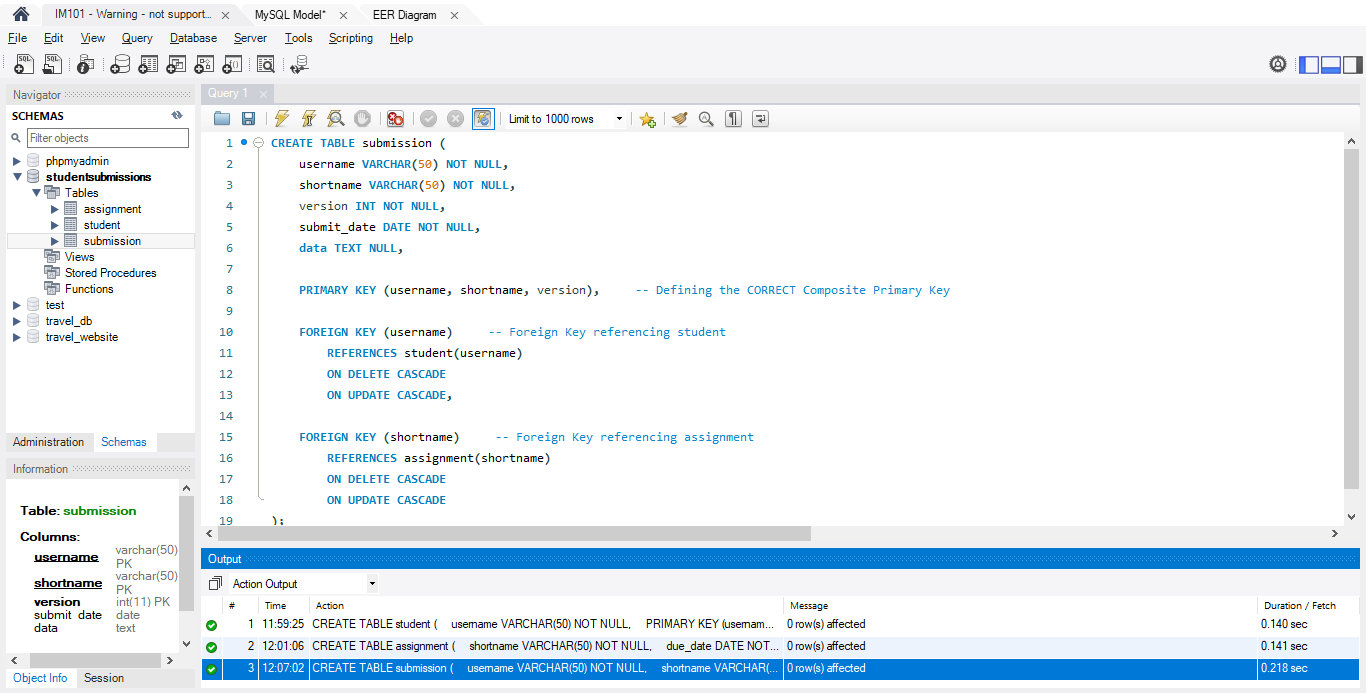 IM101 - Warning - not support...
MySQL Model*
EER Diagram
File Edit View Query Database Server Tools Scripting Help
Navigator
SCHEMAS
Filter objects
phpmyadmin
studentsubmissions
Tables
assignment
student
submission
Views
Stored Procedures
Functions
test
travel_db
travel_website
Administration Schemas
Information
Table: submission
Columns:
username varchar(50) PK
shortname varchar(50) PK
version int(11) PK
submit_date date
data text
Object Info Session
Query 1
Limit to 1000 rows
1 CREATE TABLE submission (
2 username VARCHAR(50) NOT NULL,
3 shortname VARCHAR(50) NOT NULL,
4 version INT NOT NULL,
5 submit_date DATE NOT NULL,
6 data TEXT NULL,
7
8 PRIMARY KEY (username, shortname, version), -- Defining the CORRECT Composite Primary Key
9
10 FOREIGN KEY (username) -- Foreign Key referencing student
11 REFERENCES student(username)
12 ON DELETE CASCADE
13 ON UPDATE CASCADE,
14
15 FOREIGN KEY (shortname) -- Foreign Key referencing assignment
16 REFERENCES assignment(shortname)
17 ON DELETE CASCADE
18 ON UPDATE CASCADE
19 );
Output
Action Output
# Time Action Message Duration / Fetch
1 11:59:25 CREATE TABLE student ( username VARCHAR(50) NOT NULL, PRIMARY KEY (usernam... 0 row(s) affected 0.140 sec
2 12:01:06 CREATE TABLE assignment ( shortname VARCHAR(50) NOT NULL, due_date DATE NOT... 0 row(s) affected 0.141 sec
3 12:07:02 CREATE TABLE submission ( username VARCHAR(50) NOT NULL, shortname VARCHAR(... 0 row(s) affected 0.218 sec